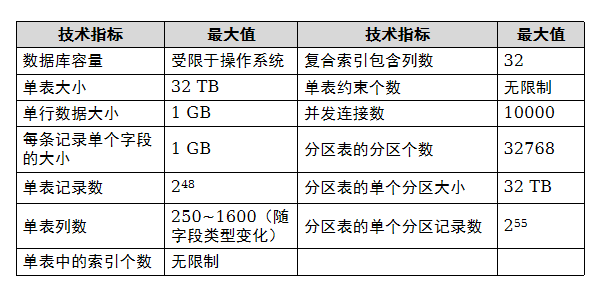 技术指标 最大值 技术指标 最大值
数据库容量 受限于操作系统 复合索引包含列数 32
单表大小 32 TB 单表约束个数 无限制
单行数据大小 1 GB 并发连接数 10000
每条记录单个字段的大小 1 GB 分区表的分区个数 32768
单表记录数 2⁴⁸ 分区表的单个分区大小 32 TB
单表列数 250~1600（随字段类型变化） 分区表的单个分区记录数 2⁵⁵
单表中的索引个数 无限制